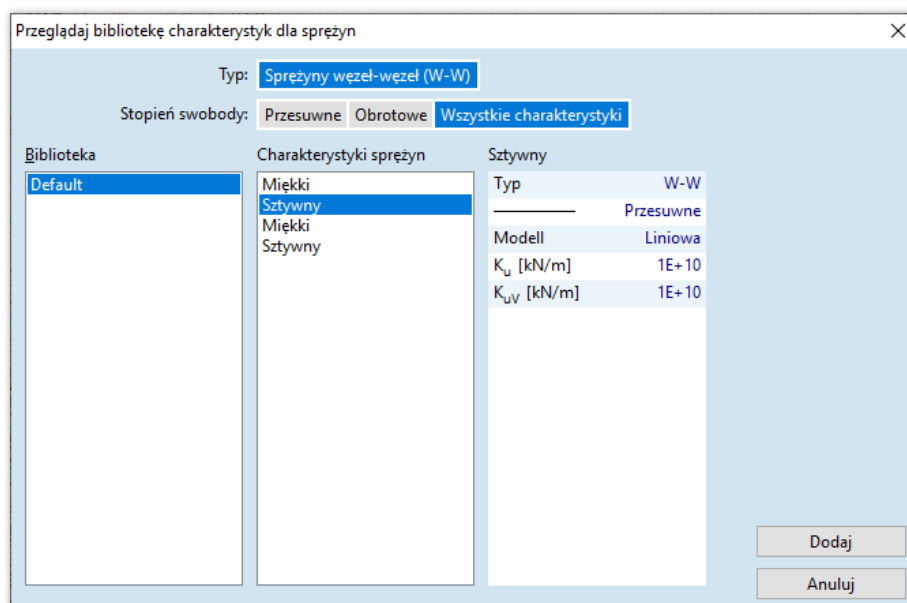 Przeglądaj bibliotekę charakterystyk dla sprężyn
Typ: Sprężyny węzeł-węzeł (W-W)
Stopień swobody: Przesuwne Obrotowe Wszystkie charakterystyki
Biblioteka
Default
Charakterystyki sprężyn
Miękki
Sztywny
Miękki
Sztywny
Sztywny
Typ W-W
Przesuwne
Modell Liniowa
Ku [kN/m] 1E+10
KuV [kN/m] 1E+10
Dodaj
Anuluj